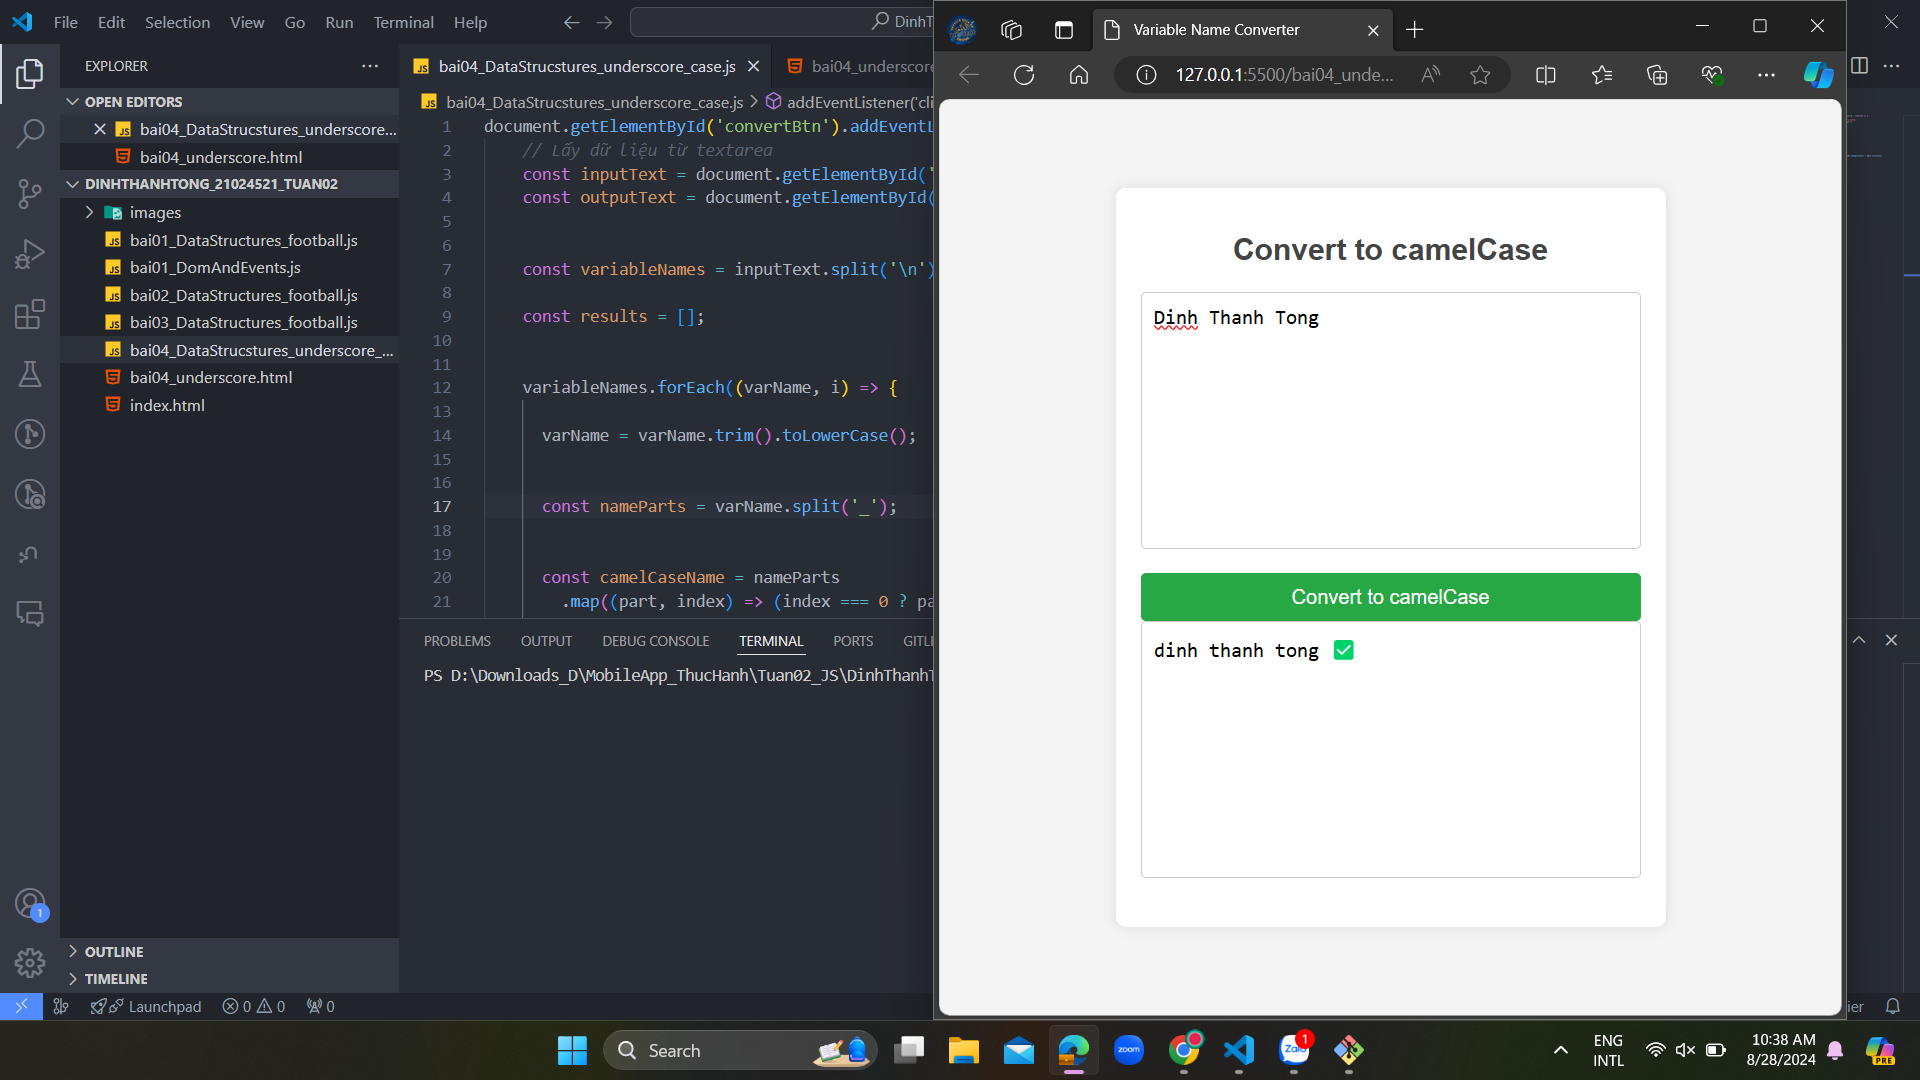 File Edit Selection View Go Run Terminal Help
DinhT
EXPLORER
OPEN EDITORS
bai04_DataStrucstures_underscore...
bai04_underscore.html
DINHTHANHTONG_21024521_TUAN02
images
bai01_DataStructures_football.js
bai01_DomAndEvents.js
bai02_DataStructures_football.js
bai03_DataStructures_football.js
bai04_DataStrucstures_underscore_...
bai04_underscore.html
index.html
OUTLINE
TIMELINE
bai04_DataStrucstures_underscore_case.js
bai04_underscore
bai04_DataStrucstures_underscore_case.js > addEventListener('cli
1 document.getElementById('convertBtn').addEventL
2 // Lấy dữ liệu từ textarea
3 const inputText = document.getElementById('
4 const outputText = document.getElementById(
5
6
7 const variableNames = inputText.split('\n')
8
9 const results = [];
10
11
12 variableNames.forEach((varName, i) => {
13
14 varName = varName.trim().toLowerCase();
15
16
17 const nameParts = varName.split('_');
18
19
20 const camelCaseName = nameParts
21 .map((part, index) => (index === 0 ? pa
PROBLEMS OUTPUT DEBUG CONSOLE TERMINAL PORTS GITL
PS D:\Downloads_D\MobileApp_ThucHanh\Tuan02_JS\DinhThanhT
1
Launchpad 0 0 0
ier
Variable Name Converter
127.0.0.1:5500/bai04_unde...
Convert to camelCase
Dinh Thanh Tong
Convert to camelCase
dinh thanh tong ✅
Search
zoom
Zalo
1
PRE
ENG
INTL
10:38 AM
8/28/2024